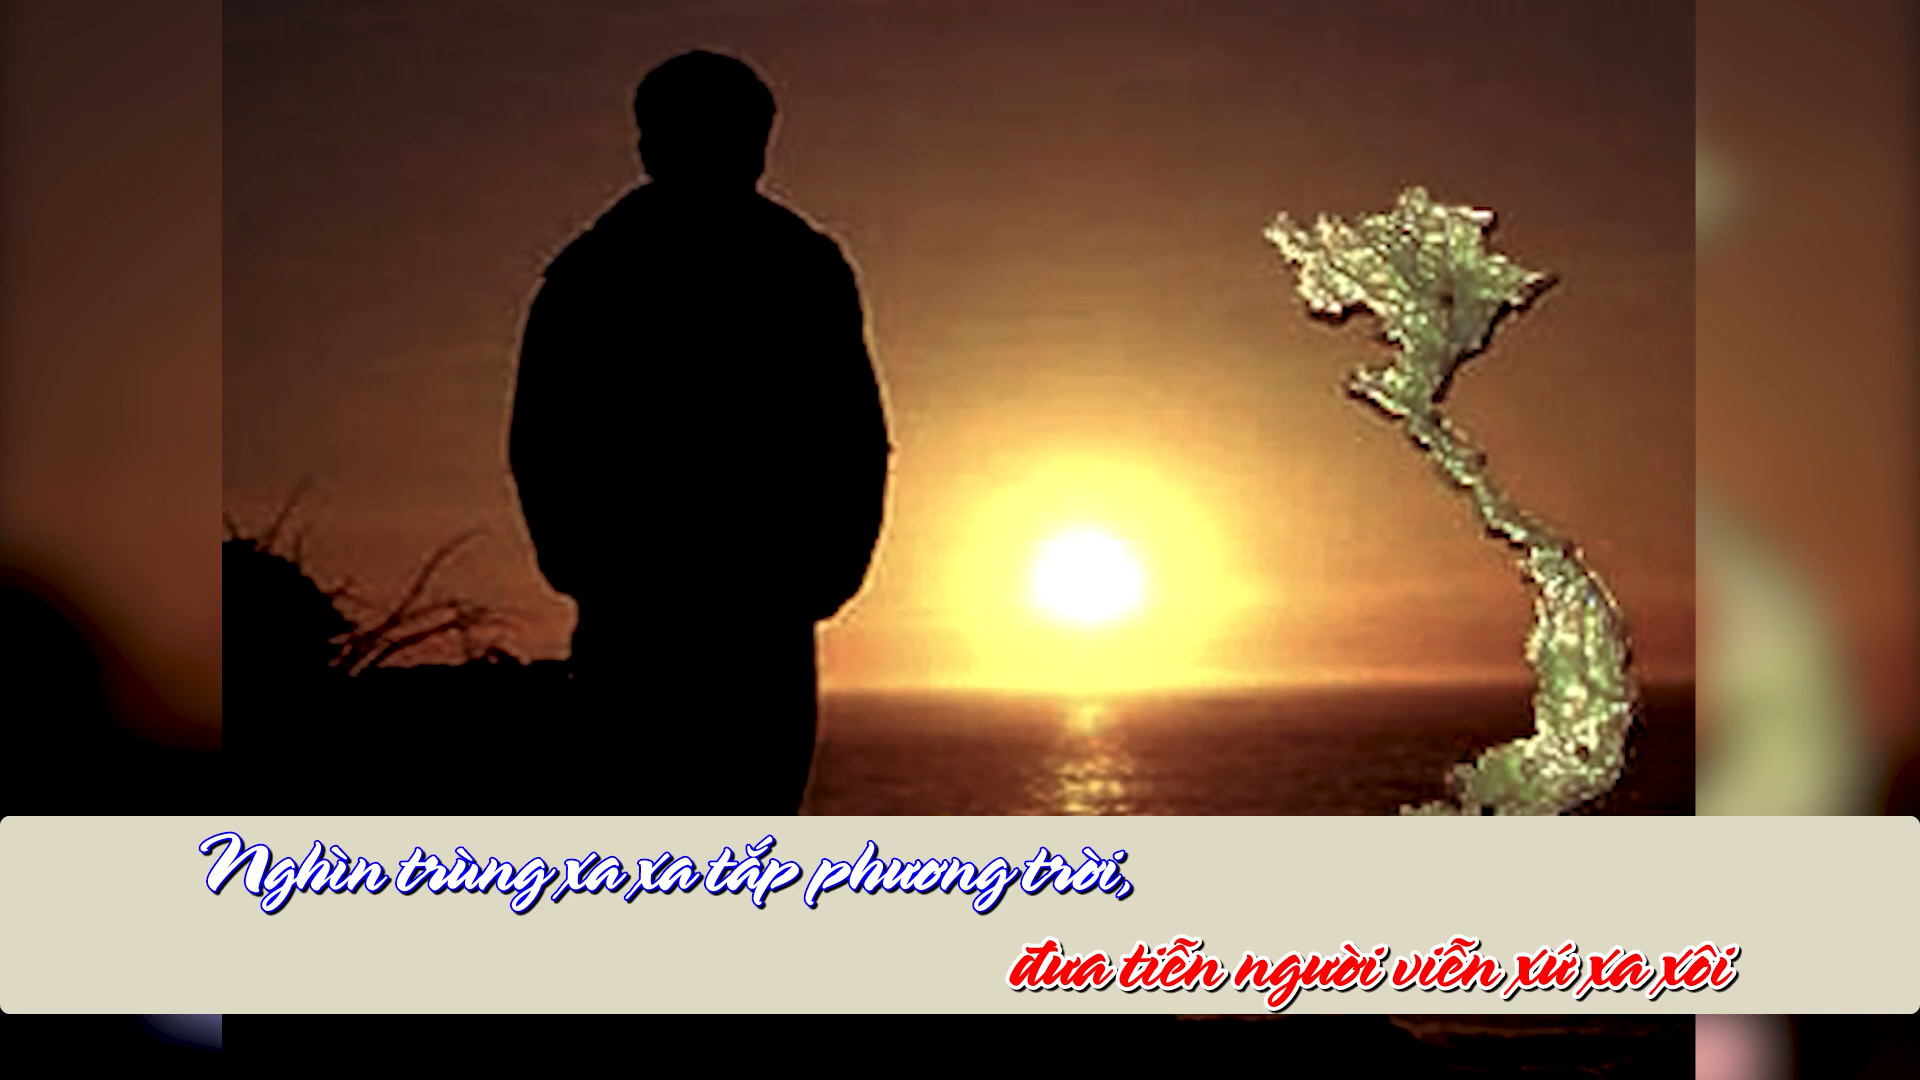 Nghìn trùng xa xa tắp phương trời,
đưa tiễn người viễn xứ xa xôi